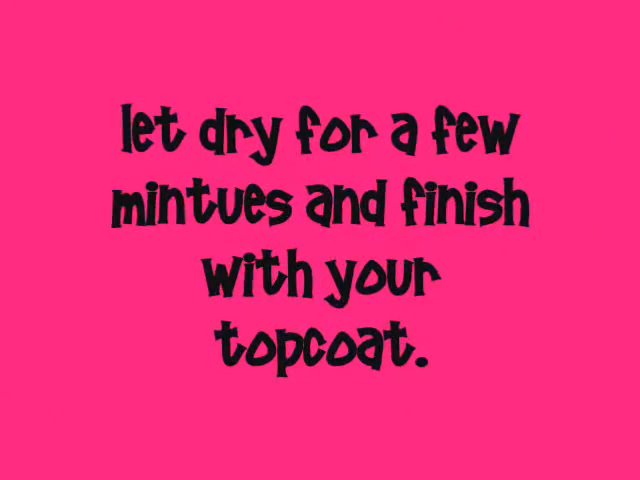 let dry for a few
mintues and finish
with your
topcoat.